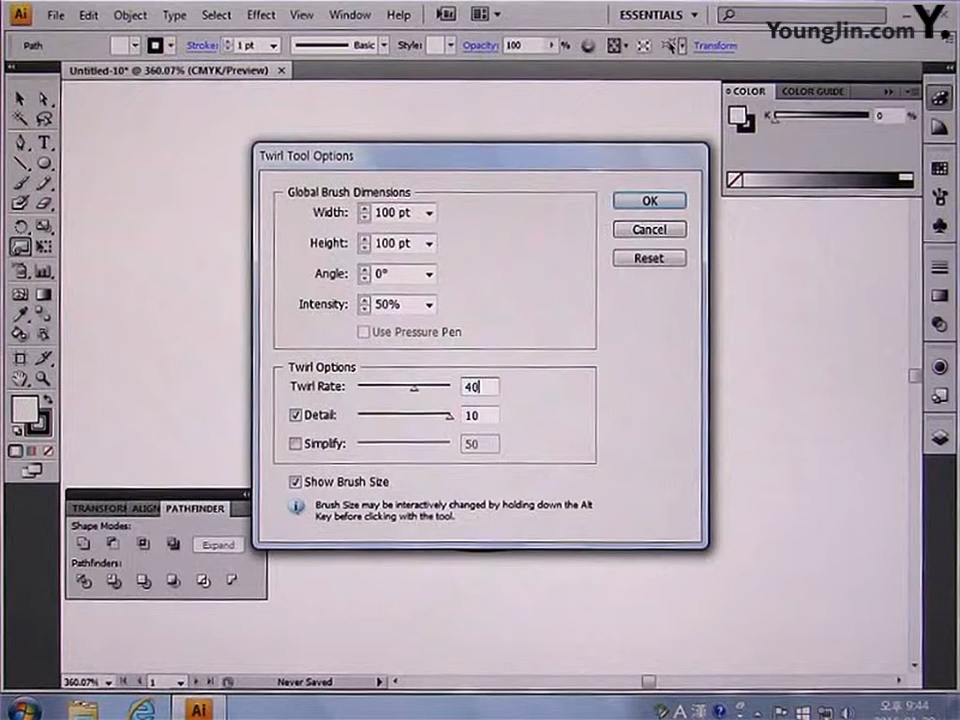 Ai File Edit Object Type Select Effect View Window Help Br ESSENTIALS
YoungJin.com Y.
Path Stroke: 1 pt Basic Style: Opacity: 100 % Transform
Untitled-10* @ 360.07% (CMYK/Preview) ×
COLOR COLOR GUIDE
K 0 %
Twirl Tool Options
Global Brush Dimensions
Width: 100 pt
Height: 100 pt
Angle: 0°
Intensity: 50%
Use Pressure Pen
OK
Cancel
Reset
Twirl Options
Twirl Rate: 40
Detail: 10
Simplify: 50
Show Brush Size
Brush Size may be interactively changed by holding down the Alt
Key before clicking with the tool.
TRANSFORM ALIGN PATHFINDER
Shape Modes:
Expand
Pathfinders:
360.07% 1 Never Saved
Ai A 漢 오후 9:44